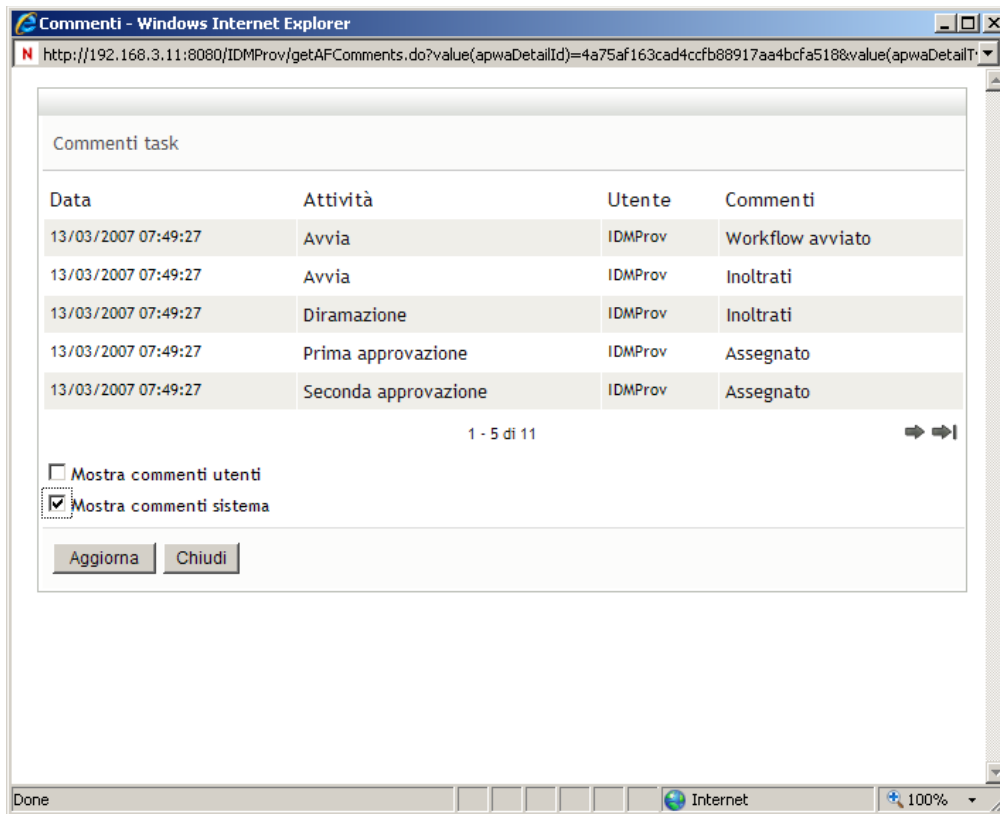 Commenti - Windows Internet Explorer
N http://192.168.3.11:8080/IDMProv/getAFComments.do?value(apwaDetailId)=4a75af163cad4ccfb88917aa4bcfa518&value(apwaDetailT
Commenti task
Data Attività Utente Commenti
13/03/2007 07:49:27 Avvia IDMProv Workflow avviato
13/03/2007 07:49:27 Avvia IDMProv Inoltrati
13/03/2007 07:49:27 Diramazione IDMProv Inoltrati
13/03/2007 07:49:27 Prima approvazione IDMProv Assegnato
13/03/2007 07:49:27 Seconda approvazione IDMProv Assegnato
1 - 5 di 11
Mostra commenti utenti
Mostra commenti sistema
Aggiorna Chiudi
Done Internet 100%